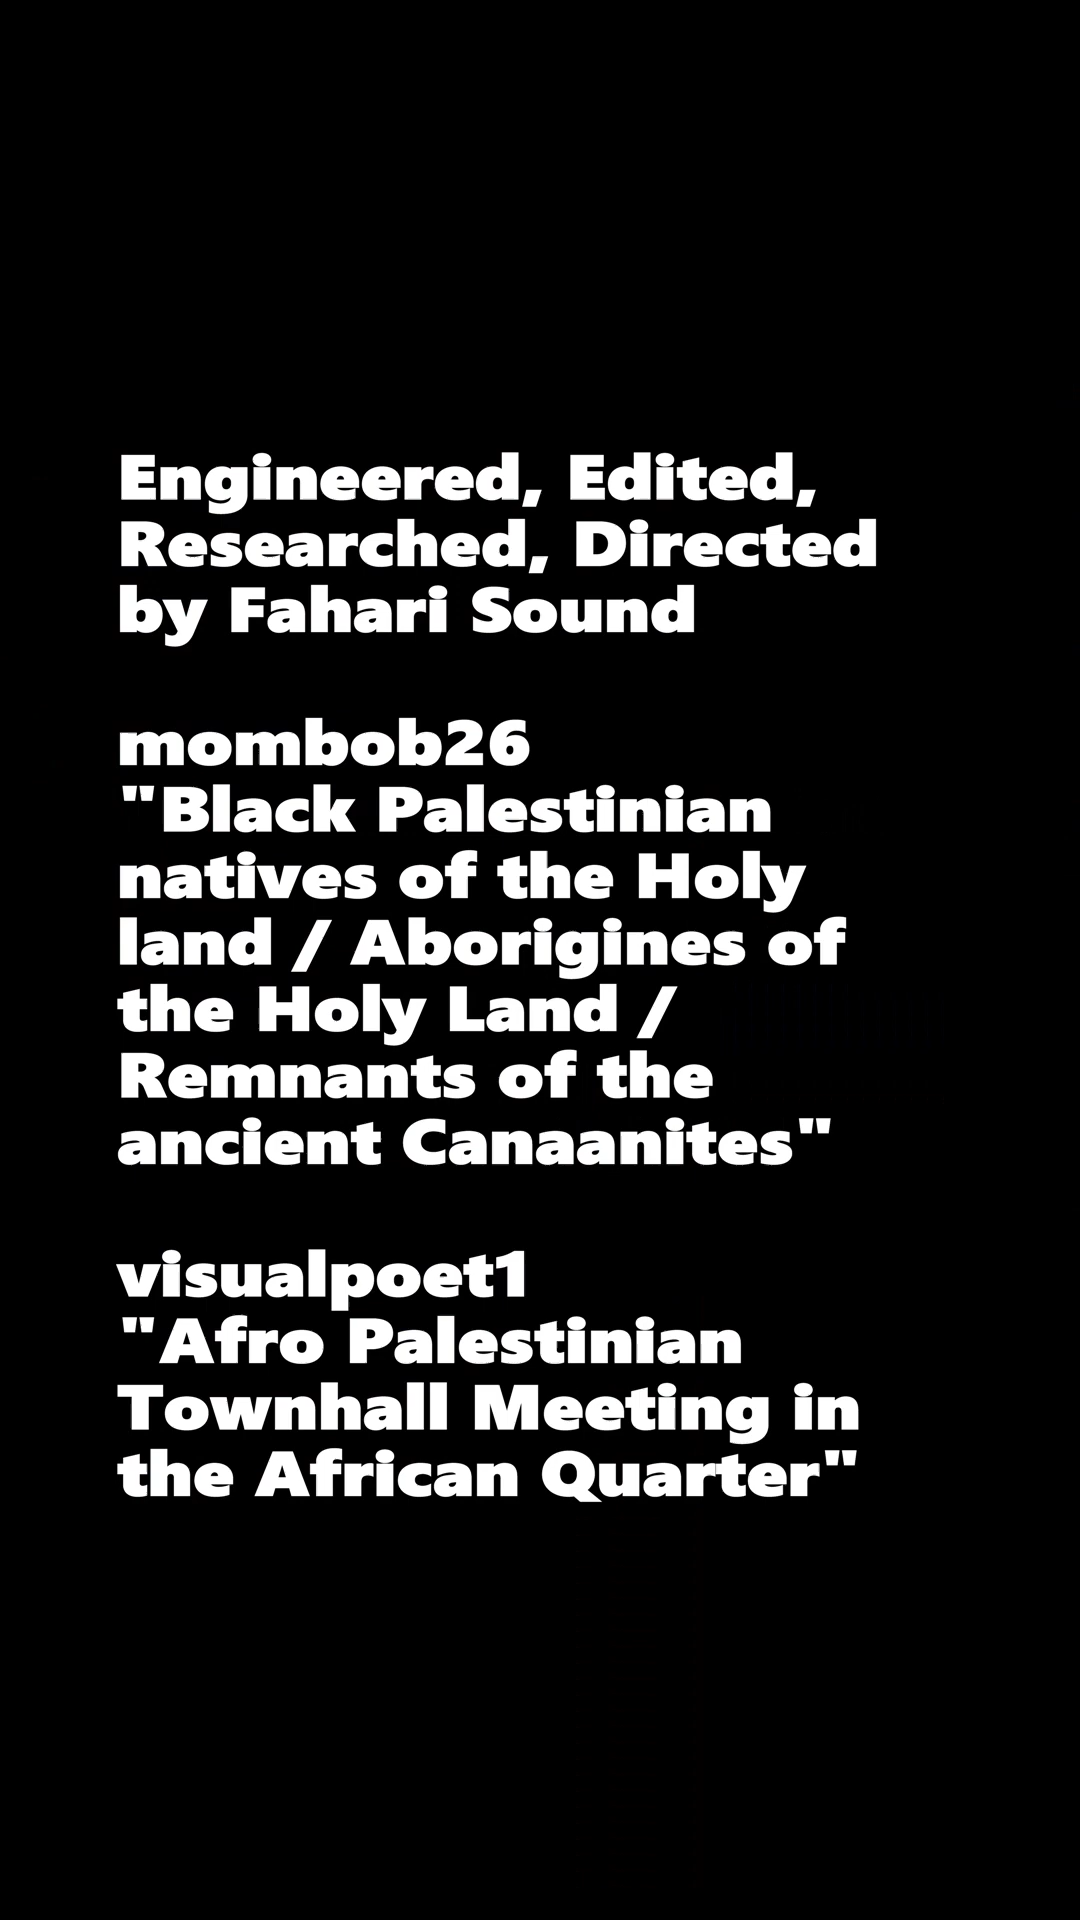 Engineered, Edited,
Researched, Directed
by Fahari Sound
mombob26
"Black Palestinian
natives of the Holy
land / Aborigines of
the Holy Land /
Remnants of the
ancient Canaanites"
visualpoet1
"Afro Palestinian
Townhall Meeting in
the African Quarter"